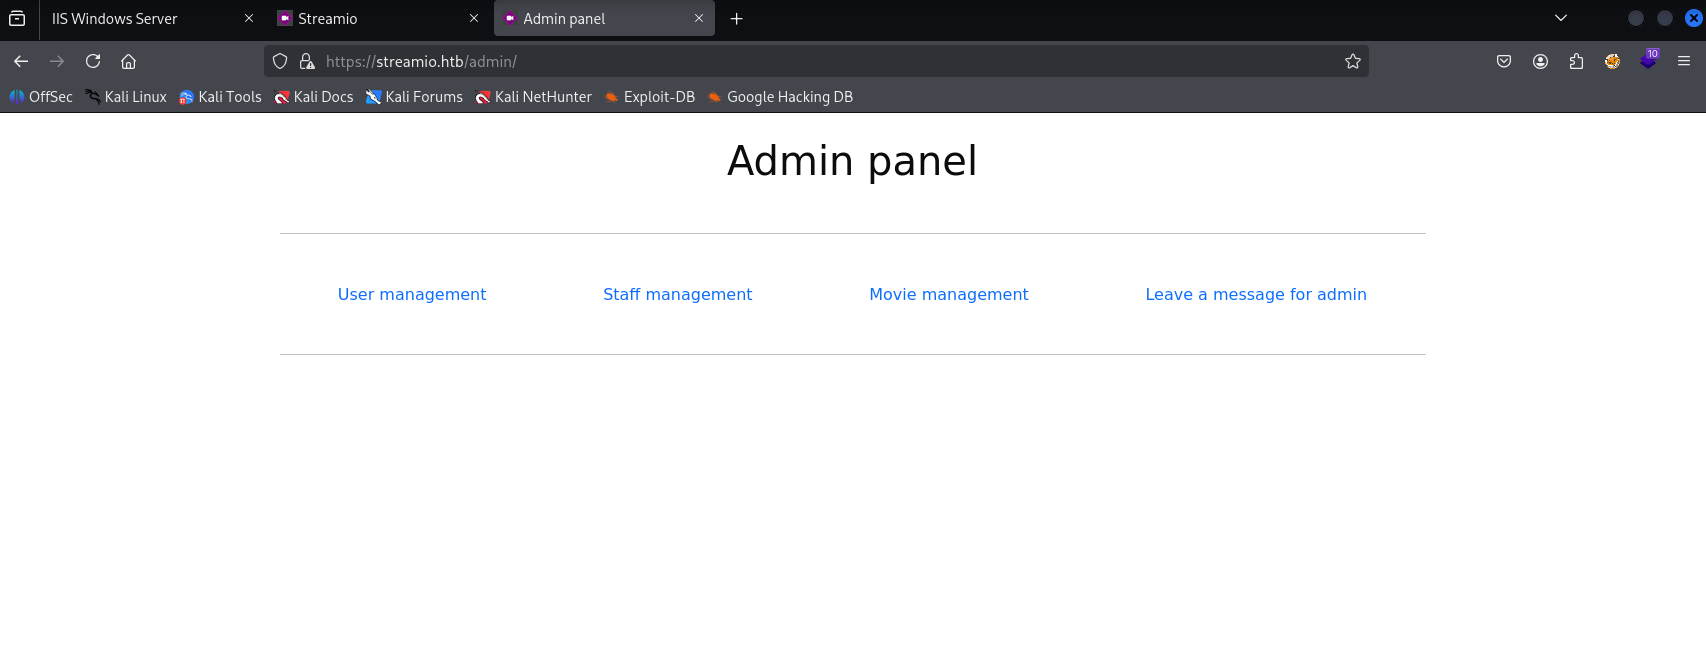 IIS Windows Server Streamio Admin panel
https://streamio.htb/admin/ 10
OffSec Kali Linux Kali Tools Kali Docs Kali Forums Kali NetHunter Exploit-DB Google Hacking DB
Admin panel
User management Staff management Movie management Leave a message for admin